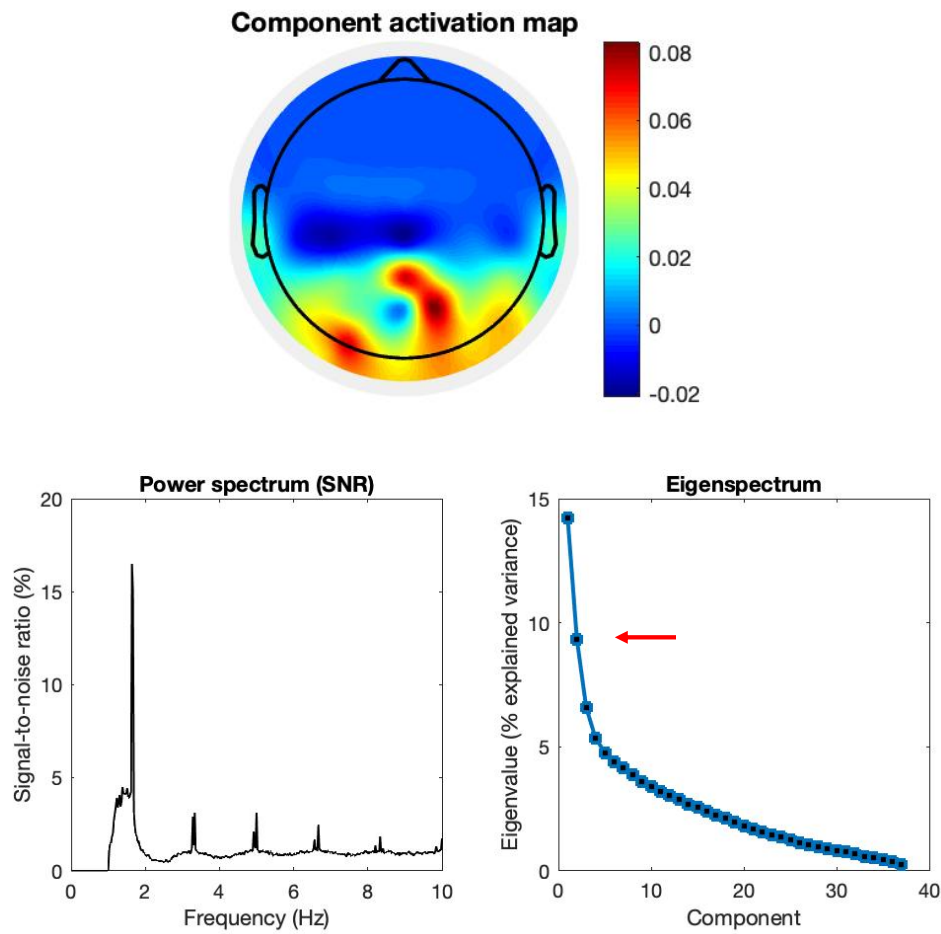 Component activation map
0.08
0.06
0.04
0.02
0
-0.02
Power spectrum (SNR)
Signal-to-noise ratio (%)
20
15
10
5
0
0 2 4 6 8 10
Frequency (Hz)
Eigenspectrum
Eigenvalue (% explained variance)
15
10
5
0
0 10 20 30 40
Component